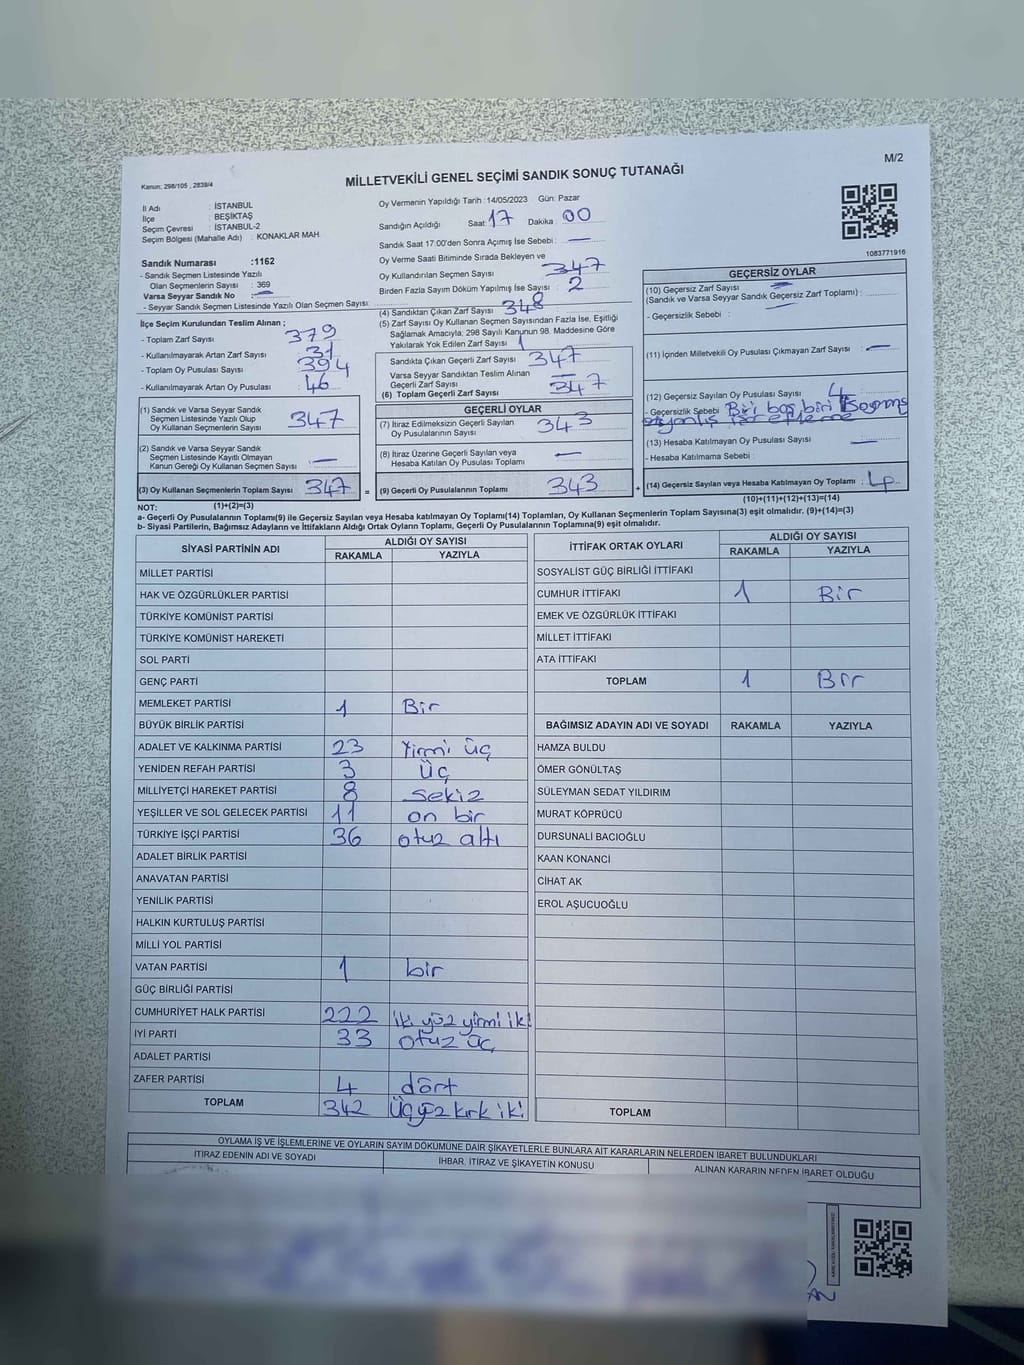 M/2
Kanun: 298/105 , 2839/4
MİLLETVEKİLİ GENEL SEÇİMİ SANDIK SONUÇ TUTANAĞI
İl Adı : İSTANBUL
İlçe : BEŞİKTAŞ
Seçim Çevresi : İSTANBUL-2
Seçim Bölgesi (Mahalle Adı) : KONAKLAR MAH.
Sandık Numarası :1162
- Sandık Seçmen Listesinde Yazılı
Olan Seçmenlerin Sayısı : 369
Varsa Seyyar Sandık No : —
- Seyyar Sandık Seçmen Listesinde Yazılı Olan Seçmen Sayısı:
Oy Vermenin Yapıldığı Tarih : 14/05/2023 Gün: Pazar
Sandığın Açıldığı Saat: 17 Dakika : 00
Sandık Saat 17:00'den Sonra Açımış İse Sebebi : —
Oy Verme Saati Bitiminde Sırada Bekleyen ve
Oy Kullandırılan Seçmen Sayısı : 347
Birden Fazla Sayım Döküm Yapılmış İse Sayısı : 2
(4) Sandıktan Çıkan Zarf Sayısı : 348
(5) Zarf Sayısı Oy Kullanan Seçmen Sayısından Fazla İse, Eşitliği
Sağlamak Amacıyla; 298 Sayılı Kanunun 98. Maddesine Göre
Yakılarak Yok Edilen Zarf Sayısı : 1
1083771916
İlçe Seçim Kurulundan Teslim Alınan ;
- Toplam Zarf Sayısı : 379
- Kullanılmayarak Artan Zarf Sayısı : 31
- Toplam Oy Pusulası Sayısı : 394
- Kullanılmayarak Artan Oy Pusulası : 46
Sandıkta Çıkan Geçerli Zarf Sayısı : 347
Varsa Seyyar Sandıktan Teslim Alınan
Geçerli Zarf Sayısı : —
(6) Toplam Geçerli Zarf Sayısı : 347
(1) Sandık ve Varsa Seyyar Sandık
Seçmen Listesinde Yazılı Olup
Oy Kullanan Seçmenlerin Sayısı : 347
(2) Sandık ve Varsa Seyyar Sandık
Seçmen Listesinde Kayıtlı Olmayan
Kanun Gereği Oy Kullanan Seçmen Sayısı : —
(3) Oy Kullanan Seçmenlerin Toplam Sayısı : 347 =
GEÇERLİ OYLAR
(7) İtiraz Edilmeksizin Geçerli Sayılan
Oy Pusulalarının Sayısı : 343
(8) İtiraz Üzerine Geçerli Sayılan veya
Hesaba Katılan Oy Pusulası Toplamı : —
(9) Geçerli Oy Pusulalarının Toplamı : 343 +
GEÇERSİZ OYLAR
(10) Geçersiz Zarf Sayısı : —
(Sandık ve Varsa Seyyar Sandık Geçersiz Zarf Toplamı) :
- Geçersizlik Sebebi : —
(11) İçinden Milletvekili Oy Pusulası Çıkmayan Zarf Sayısı : —
(12) Geçersiz Sayılan Oy Pusulası Sayısı : 4
- Geçersizlik Sebebi : Biri boş biri
yanlış işaretleme
(13) Hesaba Katılmayan Oy Pusulası Sayısı : —
- Hesaba Katılmama Sebebi :
(14) Geçersiz Sayılan veya Hesaba Katılmayan Oy Toplamı : 4
NOT: (1)+(2)=(3) (10)+(11)+(12)+(13)=(14)
a- Geçerli Oy Pusulalarının Toplamı(9) ile Geçersiz Sayılan veya Hesaba Katılmayan Oy Toplamı(14) Toplamları, Oy Kullanan Seçmenlerin Toplam Sayısına(3) eşit olmalıdır. (9)+(14)=(3)
b- Siyasi Partilerin, Bağımsız Adayların ve İttifakların Aldığı Ortak Oyların Toplamı, Geçerli Oy Pusulalarının Toplamına(9) eşit olmalıdır.
SİYASİ PARTİNİN ADI ALDIĞI OY SAYISI
RAKAMLA YAZIYLA
MİLLET PARTİSİ
HAK VE ÖZGÜRLÜKLER PARTİSİ
TÜRKİYE KOMÜNİST PARTİSİ
TÜRKİYE KOMÜNİST HAREKETİ
SOL PARTİ
GENÇ PARTİ
MEMLEKET PARTİSİ 1 Bir
BÜYÜK BİRLİK PARTİSİ
ADALET VE KALKINMA PARTİSİ 23 Yirmi üç
YENİDEN REFAH PARTİSİ 3 Üç
MİLLİYETÇİ HAREKET PARTİSİ 8 Sekiz
YEŞİLLER VE SOL GELECEK PARTİSİ 11 on bir
TÜRKİYE İŞÇİ PARTİSİ 36 otuz altı
ADALET BİRLİK PARTİSİ
ANAVATAN PARTİSİ
YENİLİK PARTİSİ
HALKIN KURTULUŞ PARTİSİ
MİLLİ YOL PARTİSİ
VATAN PARTİSİ 1 bir
GÜÇ BİRLİĞİ PARTİSİ
CUMHURİYET HALK PARTİSİ 222 iki yüz yirmi iki
İYİ PARTİ 33 otuz üç
ADALET PARTİSİ
ZAFER PARTİSİ 4 dört
TOPLAM 342 Üçyüz kırk iki
İTTİFAK ORTAK OYLARI ALDIĞI OY SAYISI
RAKAMLA YAZIYLA
SOSYALİST GÜÇ BİRLİĞİ İTTİFAKI
CUMHUR İTTİFAKI 1 Bir
EMEK VE ÖZGÜRLÜK İTTİFAKI
MİLLET İTTİFAKI
ATA İTTİFAKI
TOPLAM 1 Bir
BAĞIMSIZ ADAYIN ADI VE SOYADI RAKAMLA YAZIYLA
HAMZA BULDU
ÖMER GÖNÜLTAŞ
SÜLEYMAN SEDAT YILDIRIM
MURAT KÖPRÜCÜ
DURSUNALİ BACIOĞLU
KAAN KONANCİ
CİHAT AK
EROL AŞUCUOĞLU
TOPLAM
OYLAMA İŞ VE İŞLEMLERİNE VE OYLARIN SAYIM DÖKÜMÜNE DAİR ŞİKAYETLERLE BUNLARA AİT KARARLARIN NELERDEN İBARET BULUNDUKLARI
İTİRAZ EDENİN ADI VE SOYADI İHBAR, İTİRAZ VE ŞİKAYETİN KONUSU ALINAN KARARIN NEDEN İBARET OLDUĞU